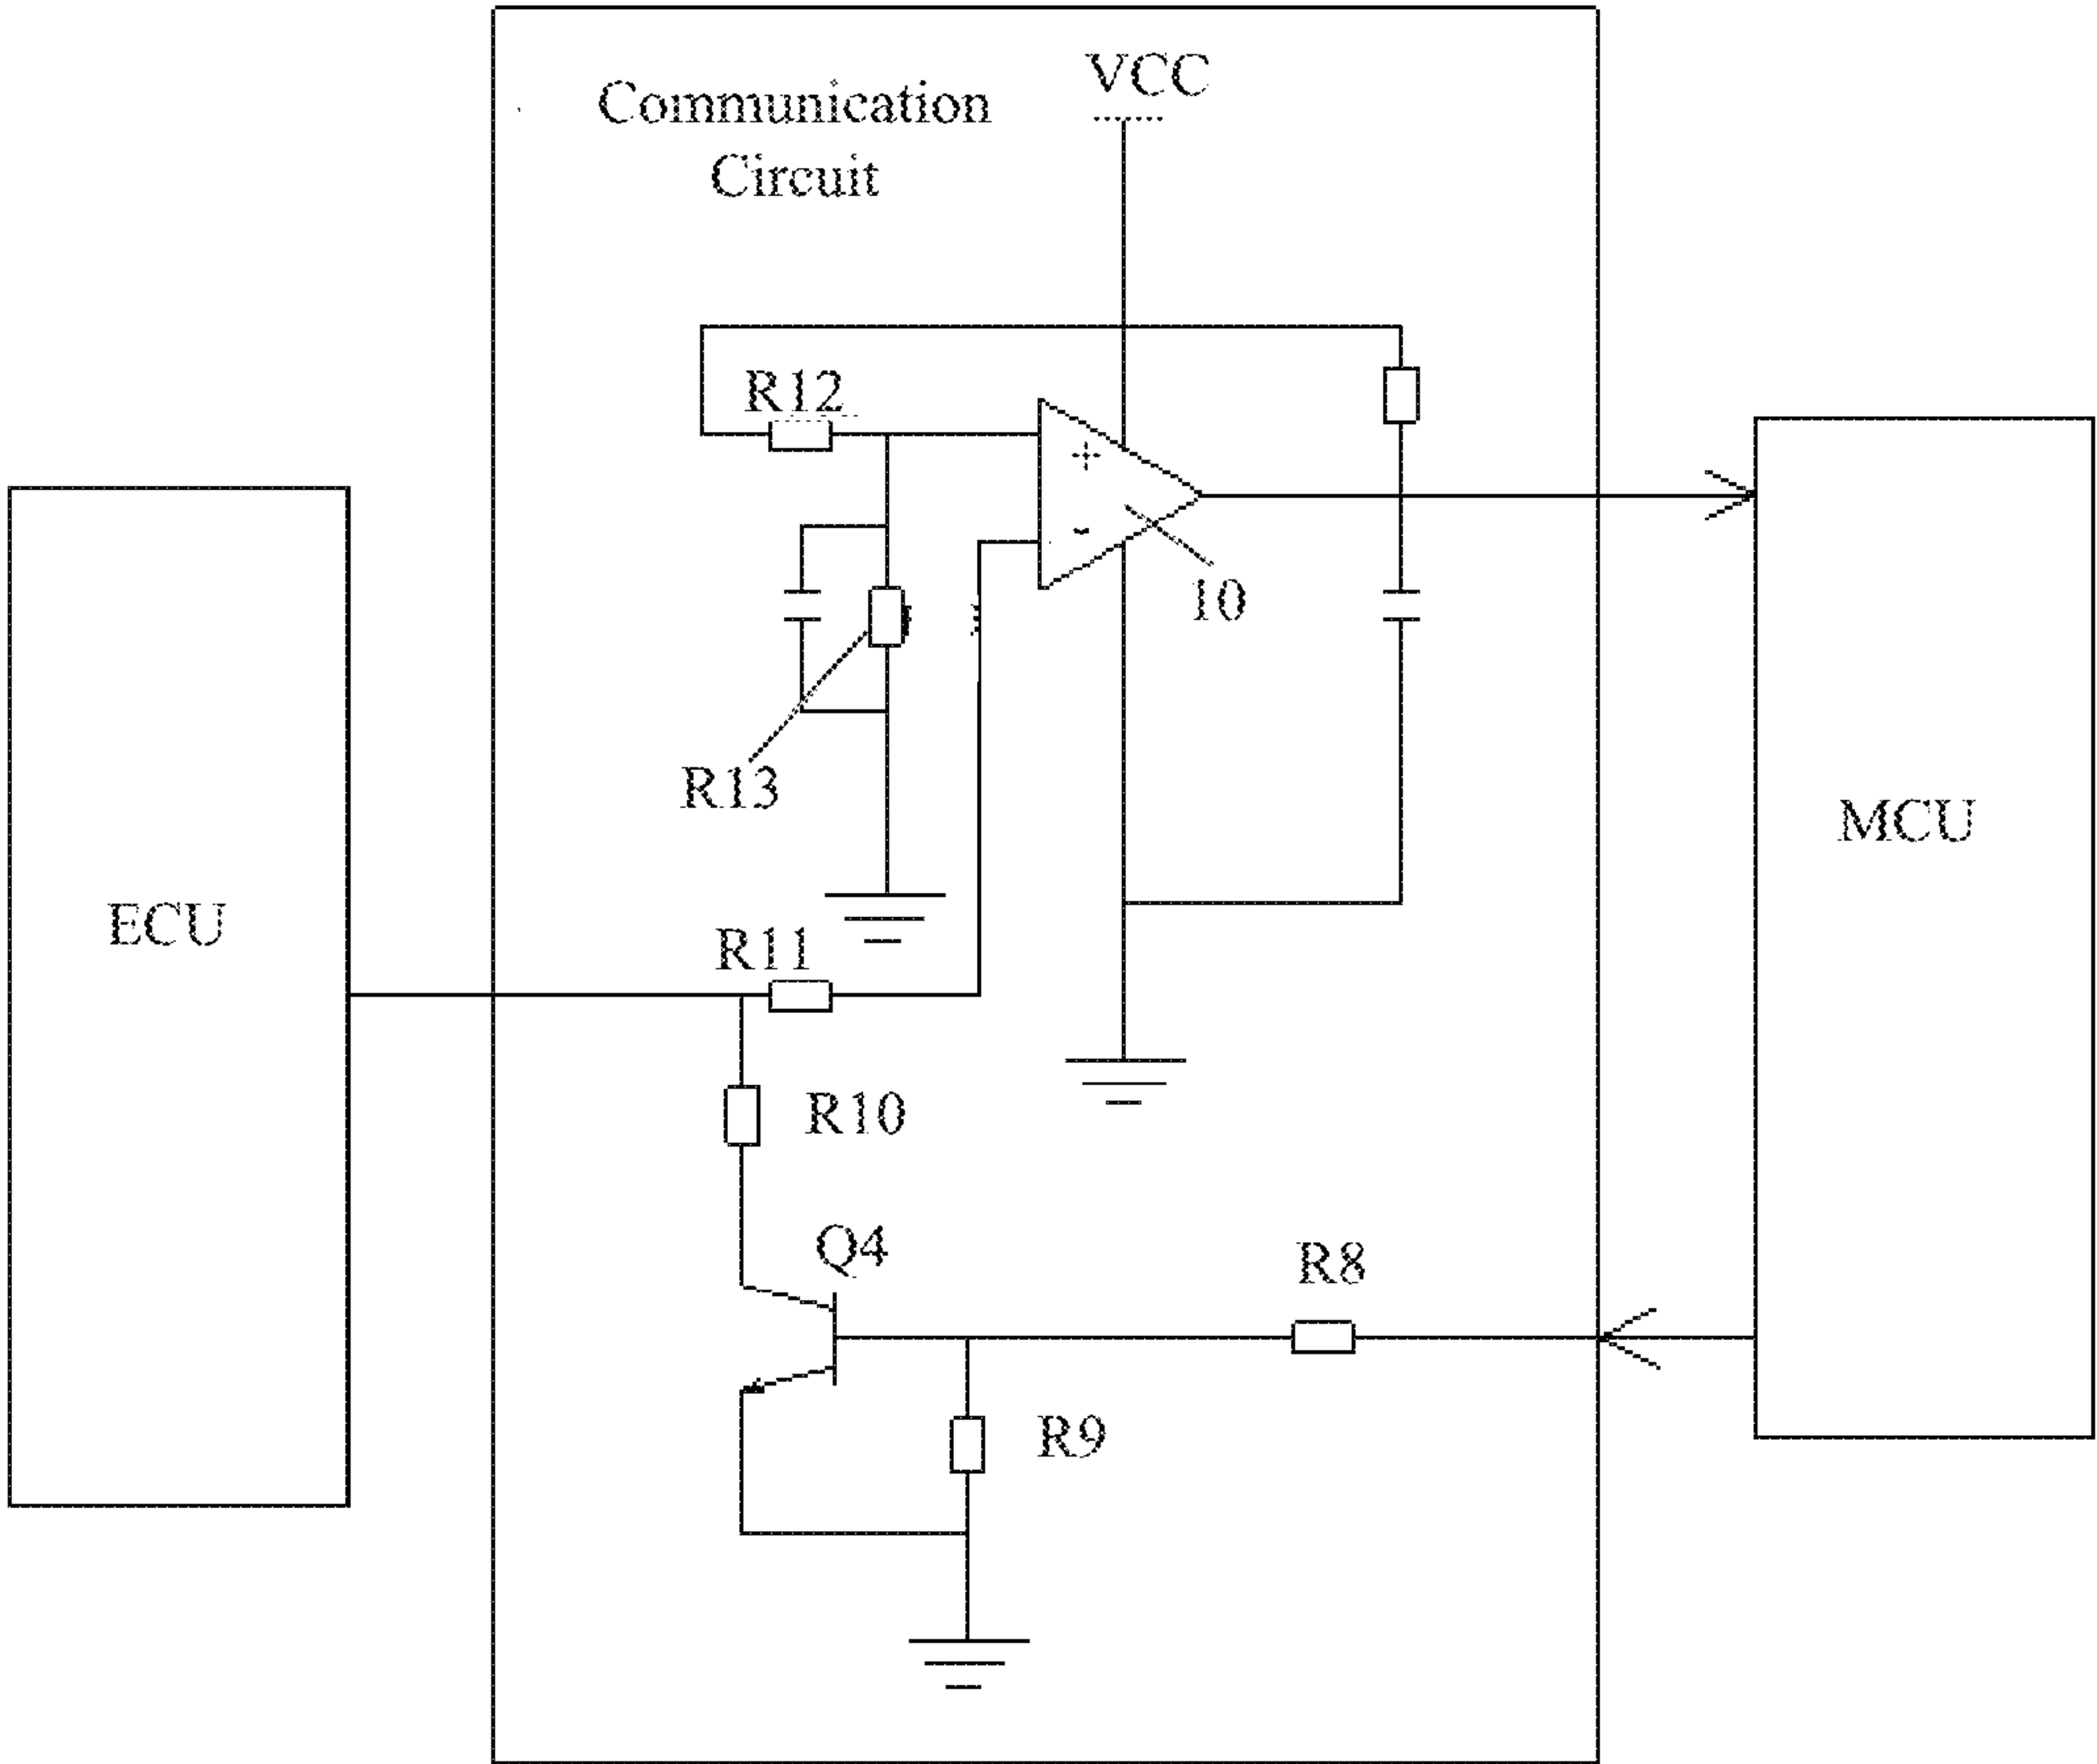 Communication
Circuit
VCC
R12
+
-
10
R13
MCU
ECU
R11
R10
Q4
R8
R9